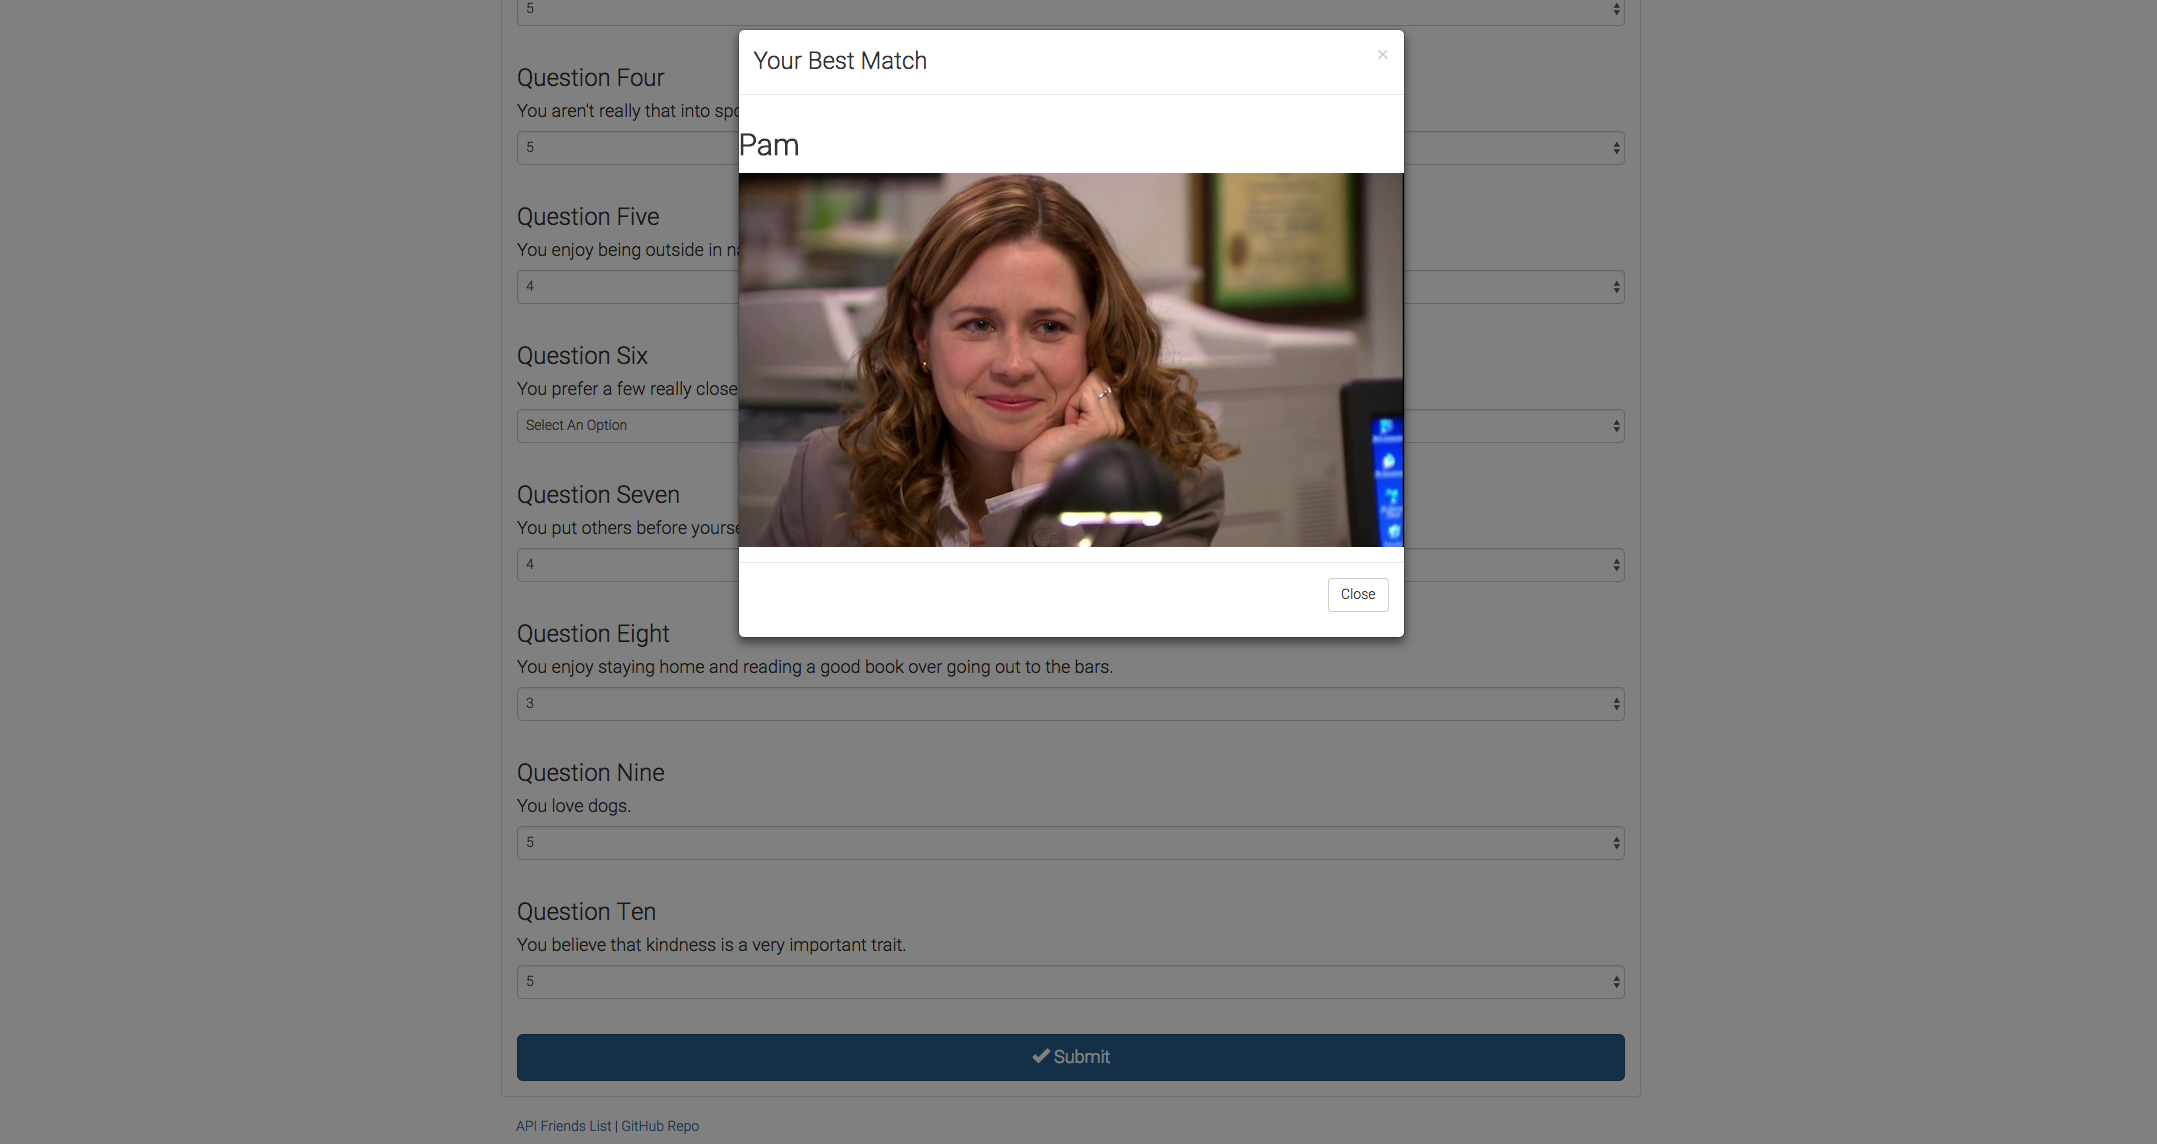 5
Your Best Match
×
Question Four
You aren't really that into spo
Pam
5
Question Five
You enjoy being outside in na
4
Question Six
You prefer a few really close
Select An Option
Question Seven
You put others before yourse
4
Close
Question Eight
You enjoy staying home and reading a good book over going out to the bars.
3
Question Nine
You love dogs.
5
Question Ten
You believe that kindness is a very important trait.
5
Submit
API Friends List | GitHub Repo